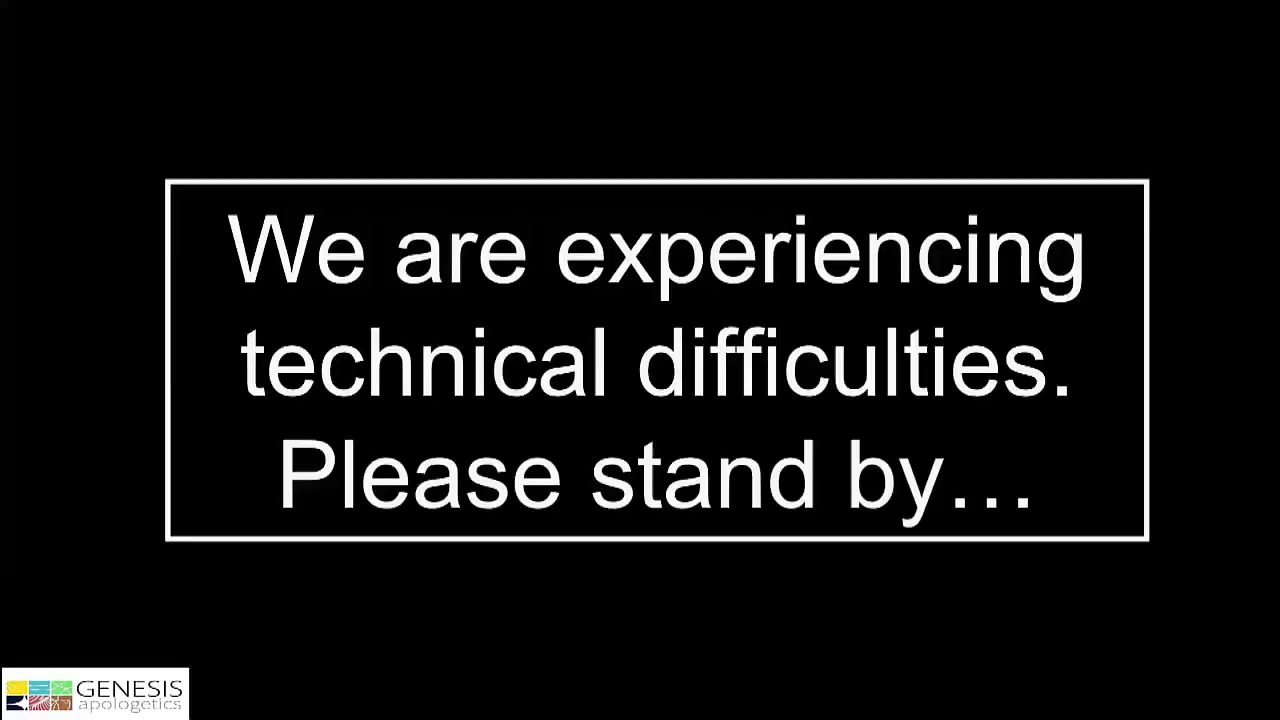 We are experiencing
technical difficulties.
Please stand by…
GENESIS
apologetics